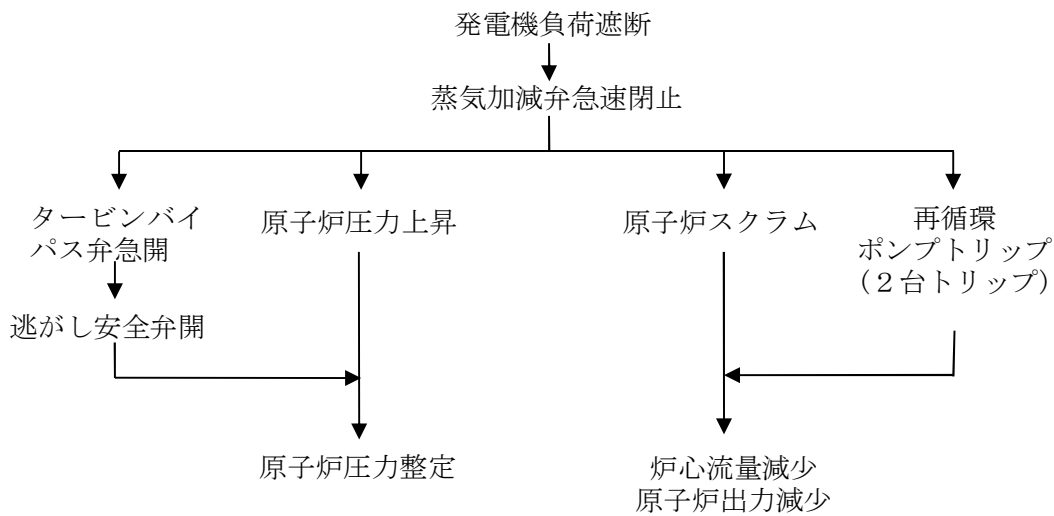 発電機負荷遮断
蒸気加減弁急速閉止
タービンバイ
パス弁急開
原子炉圧力上昇
原子炉スクラム
再循環
ポンプトリップ
（２台トリップ）
逃がし安全弁開
原子炉圧力整定
炉心流量減少
原子炉出力減少